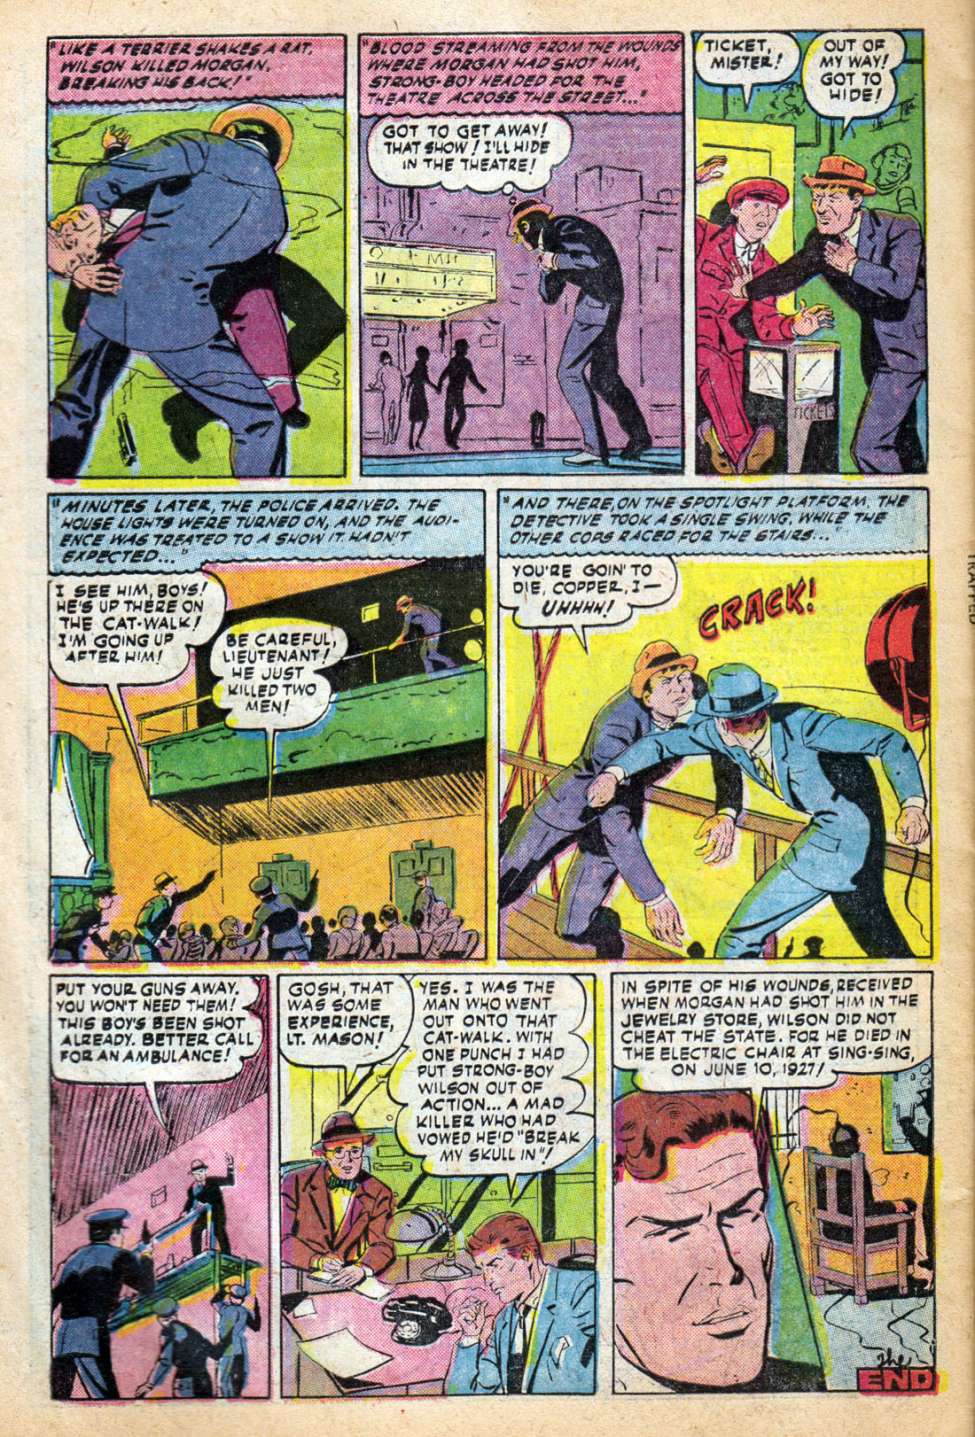 "LIKE A TERRIER SHAKES A RAT,
WILSON KILLED MORGAN,
BREAKING HIS BACK!"
"BLOOD STREAMING FROM THE WOUNDS
WHERE MORGAN HAD SHOT HIM,
STRONG-BOY HEADED FOR THE
THEATRE ACROSS THE STREET..."
GOT TO GET AWAY!
THAT SHOW! I'LL HIDE
IN THE THEATRE!
TICKET,
MISTER!
OUT OF
MY WAY!
GOT TO
HIDE!
TICKETS
"MINUTES LATER, THE POLICE ARRIVED. THE
HOUSE LIGHTS WERE TURNED ON, AND THE AUDI-
ENCE WAS TREATED TO A SHOW IT HADN'T
EXPECTED..."
I SEE HIM, BOYS!
HE'S UP THERE ON
THE CAT-WALK!
I'M GOING UP
AFTER HIM!
BE CAREFUL,
LIEUTENANT!
HE JUST
KILLED TWO
MEN!
"AND THERE, ON THE SPOTLIGHT PLATFORM, THE
DETECTIVE TOOK A SINGLE SWING, WHILE THE
OTHER COPS RACED FOR THE STAIRS...
YOU'RE GOIN' TO
DIE, COPPER, I—
UHHHH!
CRACK!
PUT YOUR GUNS AWAY.
YOU WON'T NEED THEM!
THIS BOY'S BEEN SHOT
ALREADY. BETTER CALL
FOR AN AMBULANCE!
GOSH, THAT
WAS SOME
EXPERIENCE,
LT. MASON!
YES. I WAS THE
MAN WHO WENT
OUT ONTO THAT
CAT-WALK. WITH
ONE PUNCH I HAD
PUT STRONG-BOY
WILSON OUT OF
ACTION... A MAD
KILLER WHO HAD
VOWED HE'D "BREAK
MY SKULL IN"!
IN SPITE OF HIS WOUNDS, RECEIVED
WHEN MORGAN HAD SHOT HIM IN THE
JEWELRY STORE, WILSON DID NOT
CHEAT THE STATE. FOR HE DIED IN
THE ELECTRIC CHAIR AT SING-SING,
ON JUNE 10, 1927!
The
END